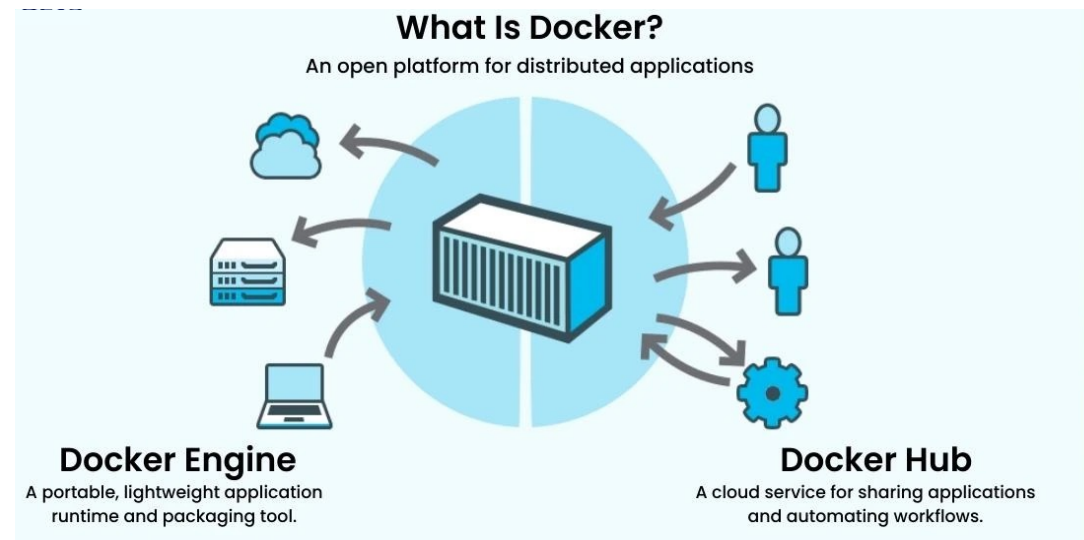 What Is Docker?
An open platform for distributed applications
Docker Engine
A portable, lightweight application
runtime and packaging tool.
Docker Hub
A cloud service for sharing applications
and automating workflows.